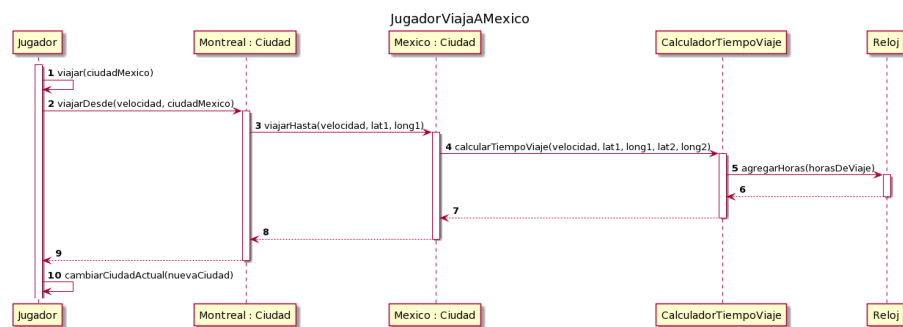 JugadorViajaAMexico
Jugador
Montreal : Ciudad
Mexico : Ciudad
CalculadorTiempoViaje
Reloj
1 viajar(ciudadMexico)
2 viajarDesde(velocidad, ciudadMexico)
3 viajarHasta(velocidad, lat1, long1)
4 calcularTiempoViaje(velocidad, lat1, long1, lat2, long2)
5 agregarHoras(horasDeViaje)
6
7
8
9
10 cambiarCiudadActual(nuevaCiudad)
Jugador
Montreal : Ciudad
Mexico : Ciudad
CalculadorTiempoViaje
Reloj